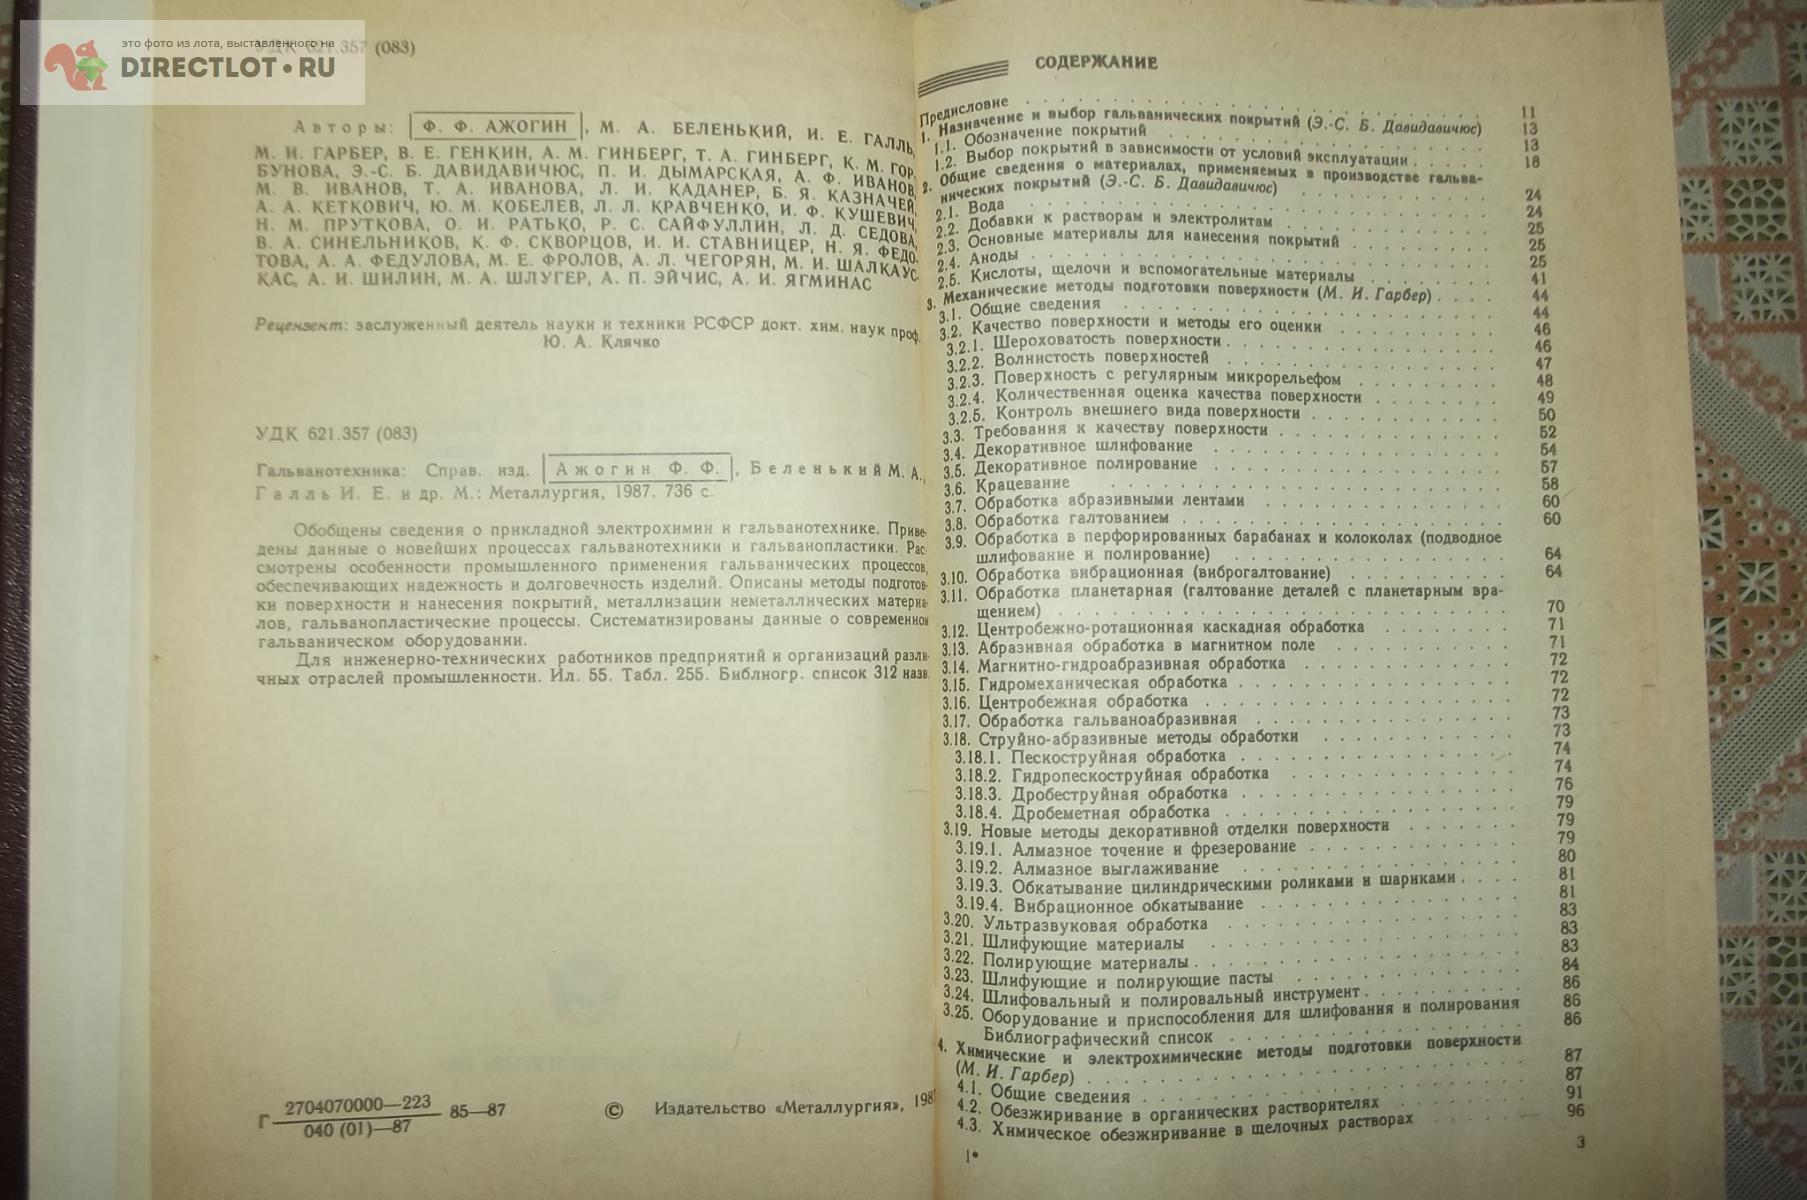 это фото из лота, выставленного на
DIRECTLOT.RU
УДК 621.357 (083)
Авторы: Ф. Ф. АЖОГИН, М. А. БЕЛЕНЬКИЙ, И. Е. ГАЛЛЬ,
М. И. ГАРБЕР, В. Е. ГЕНКИН, А. М. ГИНБЕРГ, Т. А. ГИНБЕРГ, К. М. ГОР-
БУНОВА, Э.-С. Б. ДАВИДАВИЧЮС, П. И. ДЫМАРСКАЯ, А. Ф. ИВАНОВ,
М. В. ИВАНОВ, Т. А. ИВАНОВА, Л. И. КАДАНЕР, Б. Я. КАЗНАЧЕЙ,
А. А. КЕТКОВИЧ, Ю. М. КОБЕЛЕВ, Л. Л. КРАВЧЕНКО, И. Ф. КУШЕВИЧ,
Н. М. ПРУТКОВА, О. И. РАТЬКО, Р. С. САЙФУЛЛИН, Л. Д. СЕДОВА,
В. А. СИНЕЛЬНИКОВ, К. Ф. СКВОРЦОВ, И. И. СТАВНИЦЕР, Н. Я. ФЕДО-
ТОВА, А. А. ФЕДУЛОВА, М. Е. ФРОЛОВ, А. Л. ЧЕГОРЯН, М. И. ШАЛКАУС-
КАС, А. И. ШИЛИН, М. А. ШЛУГЕР, А. П. ЭЙЧИС, А. И. ЯГМИНАС
Рецензент: заслуженный деятель науки и техники РСФСР докт. хим. наук проф.
Ю. А. Клячко
УДК 621.357 (083)
Гальванотехника: Справ. изд. Ажогин Ф. Ф., Беленький М. А.,
Галль И. Е. и др. М.: Металлургия, 1987. 736 с.
Обобщены сведения о прикладной электрохимии и гальванотехнике. Приве-
дены данные о новейших процессах гальванотехники и гальванопластики. Рас-
смотрены особенности промышленного применения гальванических процессов,
обеспечивающих надежность и долговечность изделий. Описаны методы подготов-
ки поверхности и нанесения покрытий, металлизации неметаллических материа-
лов, гальванопластические процессы. Систематизированы данные о современном
гальваническом оборудовании.
Для инженерно-технических работников предприятий и организаций разли-
чных отраслей промышленности. Ил. 55. Табл. 255. Библиогр. список 312 назв.
Г 2704070000—223 85—87
040 (01)—87
© Издательство «Металлургия», 1987
СОДЕРЖАНИЕ
Предисловие . . . 11
1. Назначение и выбор гальванических покрытий (Э.-С. Б. Давидавичюс) 13
1.1. Обозначение покрытий . . . 13
1.2. Выбор покрытий в зависимости от условий эксплуатации . . . 18
2. Общие сведения о материалах, применяемых в производстве гальва-
нических покрытий (Э.-С. Б. Давидавичюс) . . . 24
2.1. Вода . . . 24
2.2. Добавки к растворам и электролитам . . . 25
2.3. Основные материалы для нанесения покрытий . . . 25
2.4. Аноды . . . 25
2.5. Кислоты, щелочи и вспомогательные материалы . . . 41
3. Механические методы подготовки поверхности (М. И. Гарбер) . . . 44
3.1. Общие сведения . . . 44
3.2. Качество поверхности и методы его оценки . . . 46
3.2.1. Шероховатость поверхности . . . 46
3.2.2. Волнистость поверхностей . . . 47
3.2.3. Поверхность с регулярным микрорельефом . . . 48
3.2.4. Количественная оценка качества поверхности . . . 49
3.2.5. Контроль внешнего вида поверхности . . . 50
3.3. Требования к качеству поверхности . . . 52
3.4. Декоративное шлифование . . . 54
3.5. Декоративное полирование . . . 57
3.6. Крацевание . . . 58
3.7. Обработка абразивными лентами . . . 60
3.8. Обработка галтованием . . . 60
3.9. Обработка в перфорированных барабанах и колоколах (подводное
шлифование и полирование) . . . 64
3.10. Обработка вибрационная (виброгалтование) . . . 64
3.11. Обработка планетарная (галтование деталей с планетарным вра-
щением) . . . 70
3.12. Центробежно-ротационная каскадная обработка . . . 71
3.13. Абразивная обработка в магнитном поле . . . 71
3.14. Магнитно-гидроабразивная обработка . . . 72
3.15. Гидромеханическая обработка . . . 72
3.16. Центробежная обработка . . . 72
3.17. Обработка гальваноабразивная . . . 73
3.18. Струйно-абразивные методы обработки . . . 73
3.18.1. Пескоструйная обработка . . . 74
3.18.2. Гидропескоструйная обработка . . . 74
3.18.3. Дробеструйная обработка . . . 76
3.18.4. Дробеметная обработка . . . 79
3.19. Новые методы декоративной отделки поверхности . . . 79
3.19.1. Алмазное точение и фрезерование . . . 79
3.19.2. Алмазное выглаживание . . . 80
3.19.3. Обкатывание цилиндрическими роликами и шариками . . . 81
3.19.4. Вибрационное обкатывание . . . 81
3.20. Ультразвуковая обработка . . . 83
3.21. Шлифующие материалы . . . 83
3.22. Полирующие материалы . . . 83
3.23. Шлифующие и полирующие пасты . . . 84
3.24. Шлифовальный и полировальный инструмент . . . 86
3.25. Оборудование и приспособления для шлифования и полирования 86
Библиографический список . . . 86
4. Химические и электрохимические методы подготовки поверхности
(М. И. Гарбер) . . . 87
4.1. Общие сведения . . . 87
4.2. Обезжиривание в органических растворителях . . . 91
4.3. Химическое обезжиривание в щелочных растворах . . . 96
1*
3